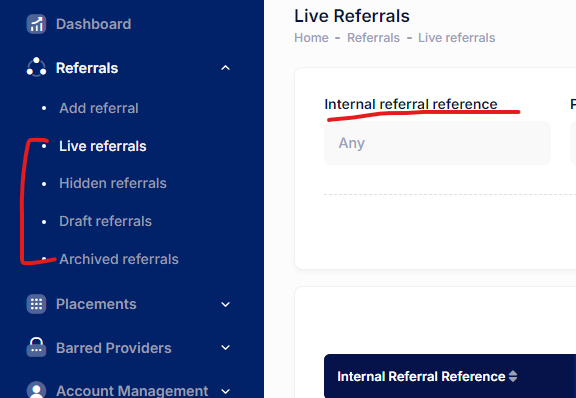 Dashboard
Referrals
Add referral
Live referrals
Hidden referrals
Draft referrals
Archived referrals
Placements
Barred Providers
Account Management
Live Referrals
Home - Referrals - Live referrals
Internal referral reference
P
Any
Internal Referral Reference